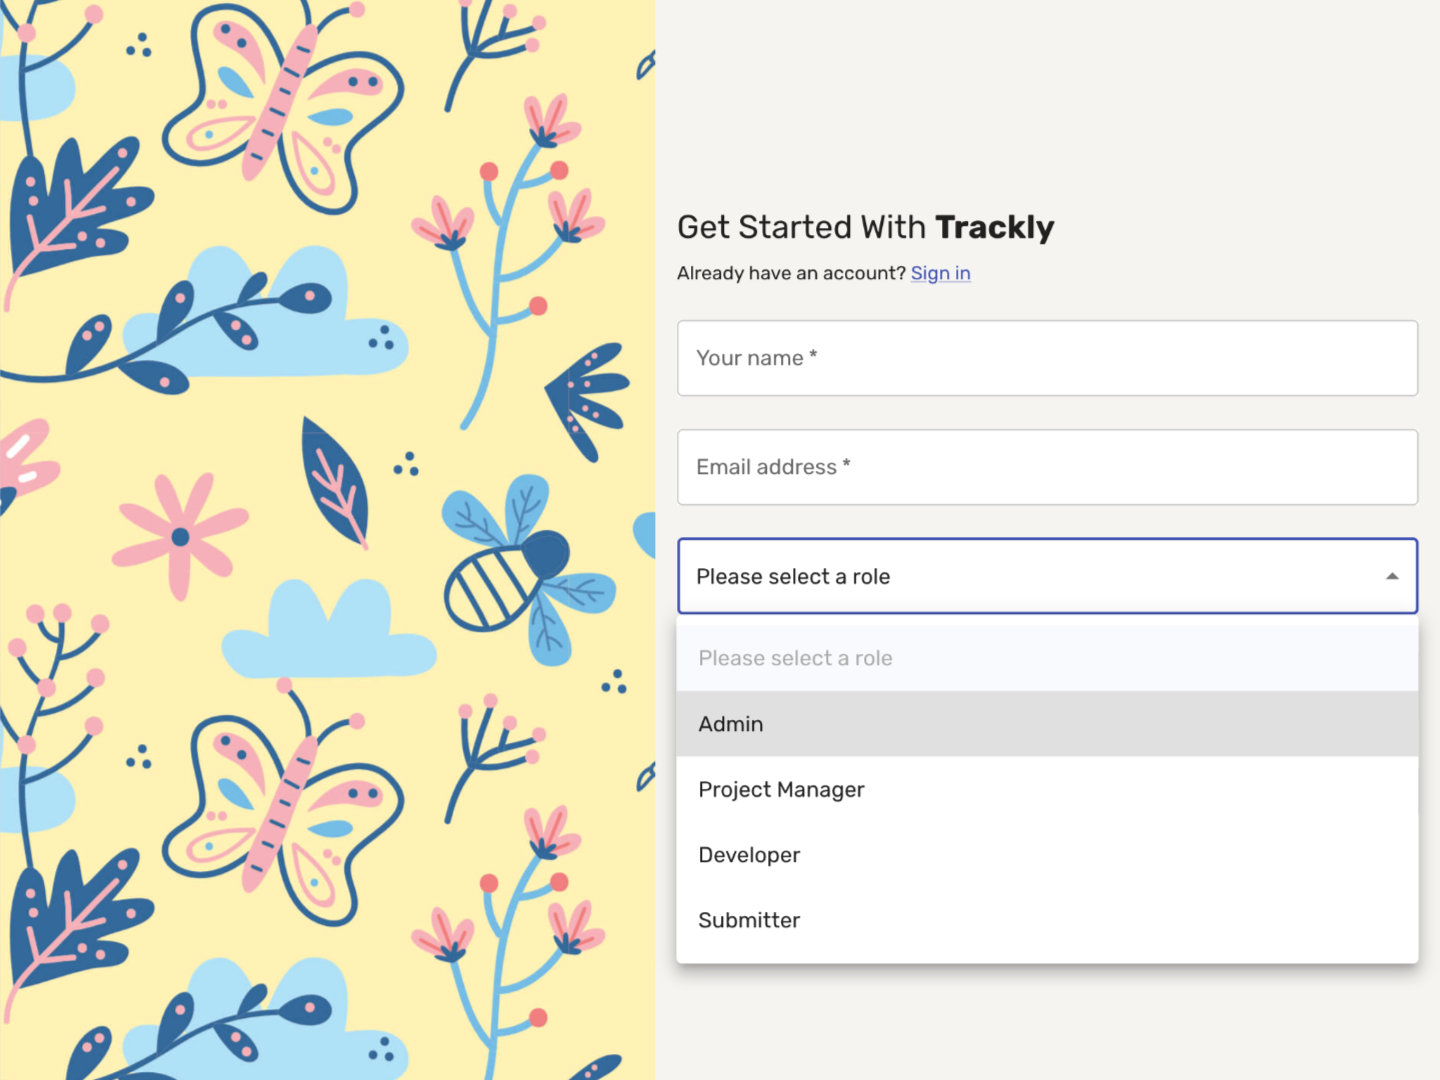 Get Started With Trackly
Already have an account? Sign in
Your name *
Email address *
Please select a role
Please select a role
Admin
Project Manager
Developer
Submitter